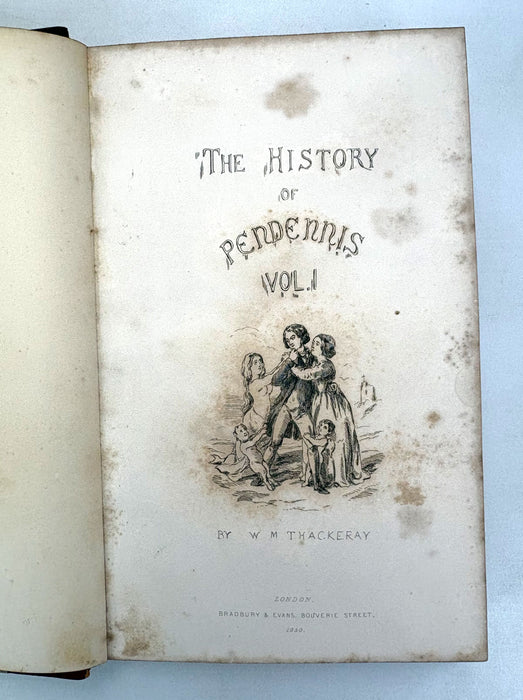 THE HISTORY
OF
PENDENNIS,
VOL. I
BY W M THACKERAY
LONDON.
BRADBURY & EVANS, BOUVERIE STREET.
1850.